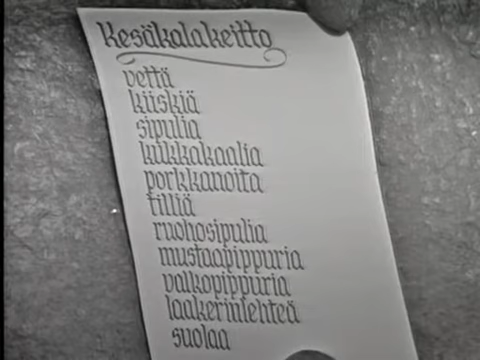 Kesäkalakeitto
vettä
kiiskiä
sipulia
kukkakaalia
porkkanoita
tilliä
ruohosipulia
mustaapippuria
valkopippuria
laakerinlehteä
suolaa